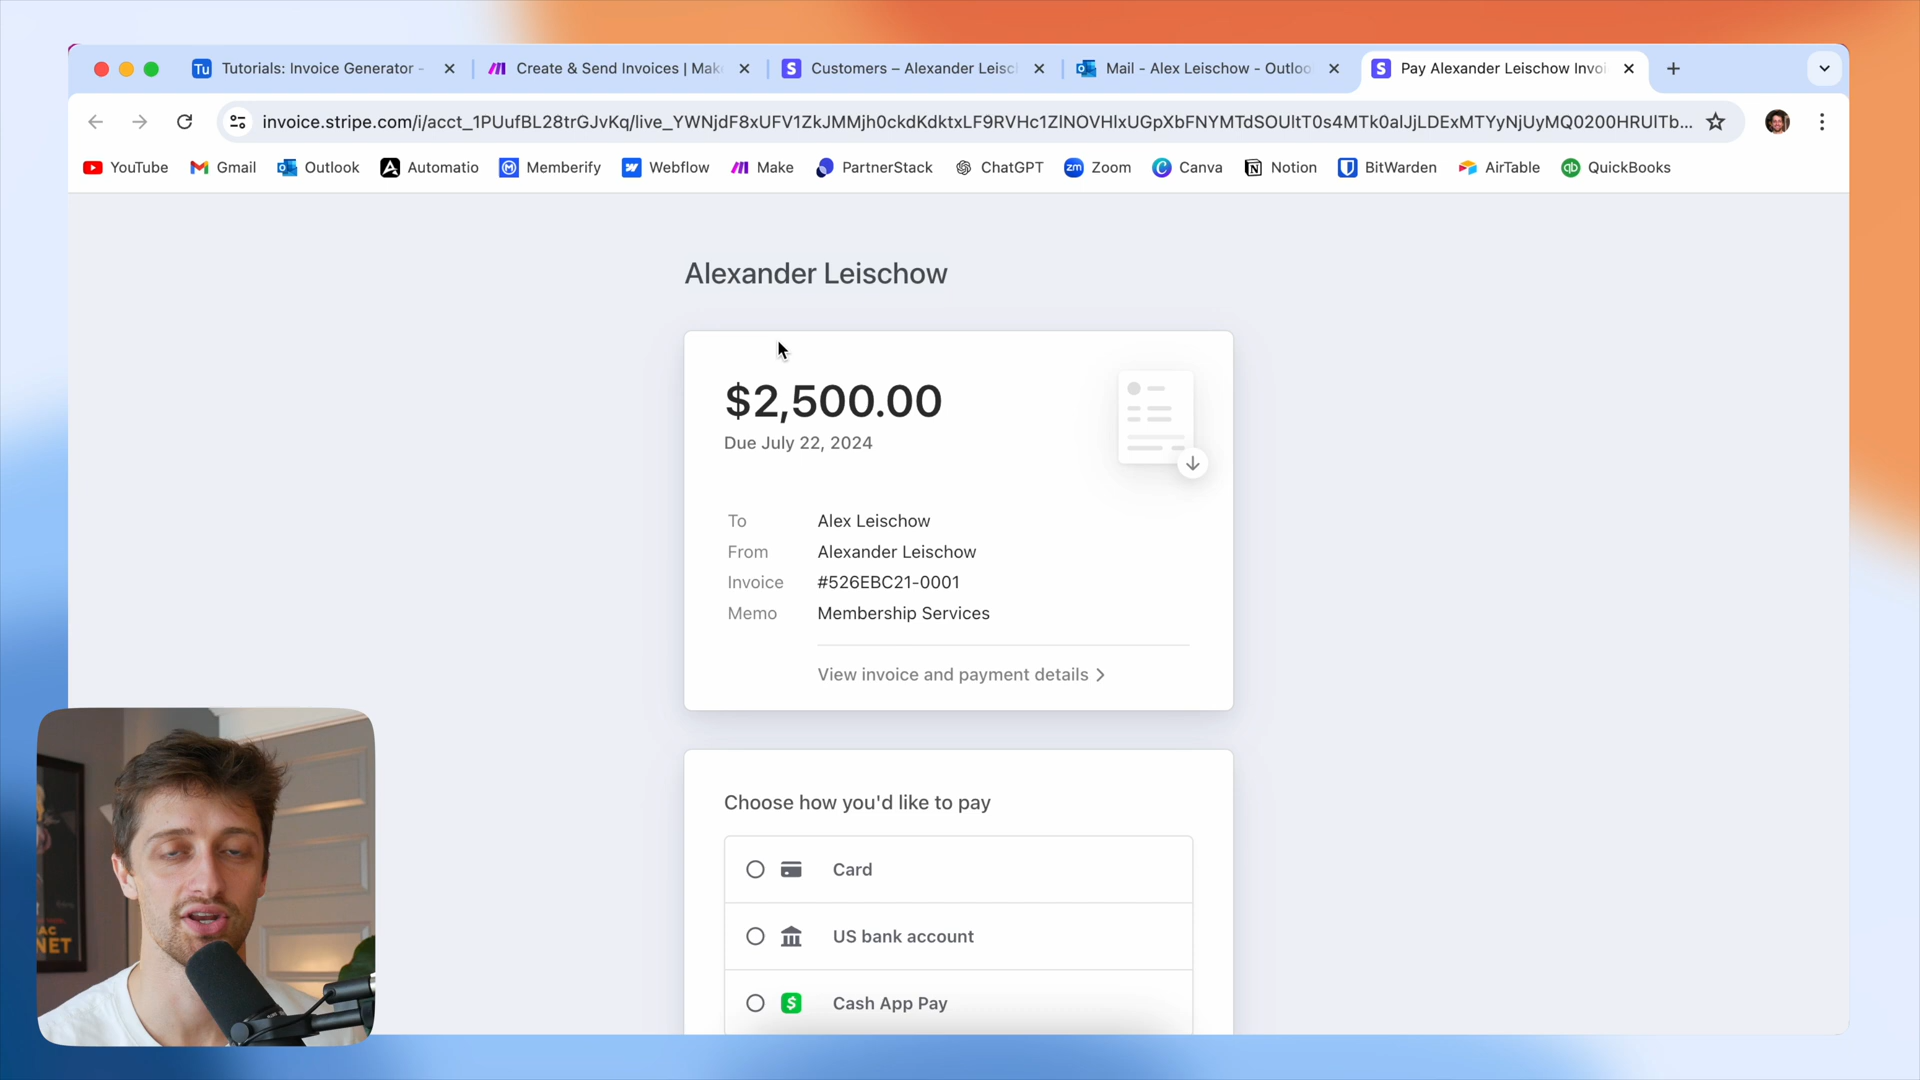 Tu Tutorials: Invoice Generator -
Create & Send Invoices | Mak
S Customers – Alexander Leisc
Mail - Alex Leischow - Outloo
S Pay Alexander Leischow Invoi
invoice.stripe.com/i/acct_1PUufBL28trGJvKq/live_YWNjdF8xUFV1ZkJMMjh0ckdKdktxLF9RVHc1ZlNOVHlxUGpXbFNYMTdSOUltT0s4MTk0alJjLDExMTYyNjUyMQ0200HRUITb...
YouTube
Gmail
Outlook
Automatio
Memberify
Webflow
Make
PartnerStack
ChatGPT
zm Zoom
Canva
Notion
BitWarden
AirTable
qb QuickBooks
Alexander Leischow
$2,500.00
Due July 22, 2024
To Alex Leischow
From Alexander Leischow
Invoice #526EBC21-0001
Memo Membership Services
View invoice and payment details
Choose how you'd like to pay
Card
US bank account
$ Cash App Pay